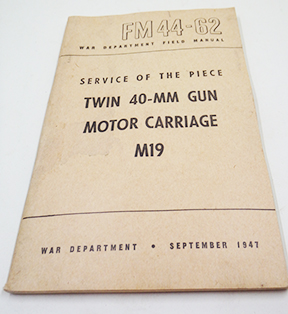 FM 44-62
WAR DEPARTMENT FIELD MANUAL
SERVICE OF THE PIECE
TWIN 40-MM GUN
MOTOR CARRIAGE
M19
WAR DEPARTMENT • SEPTEMBER 1947